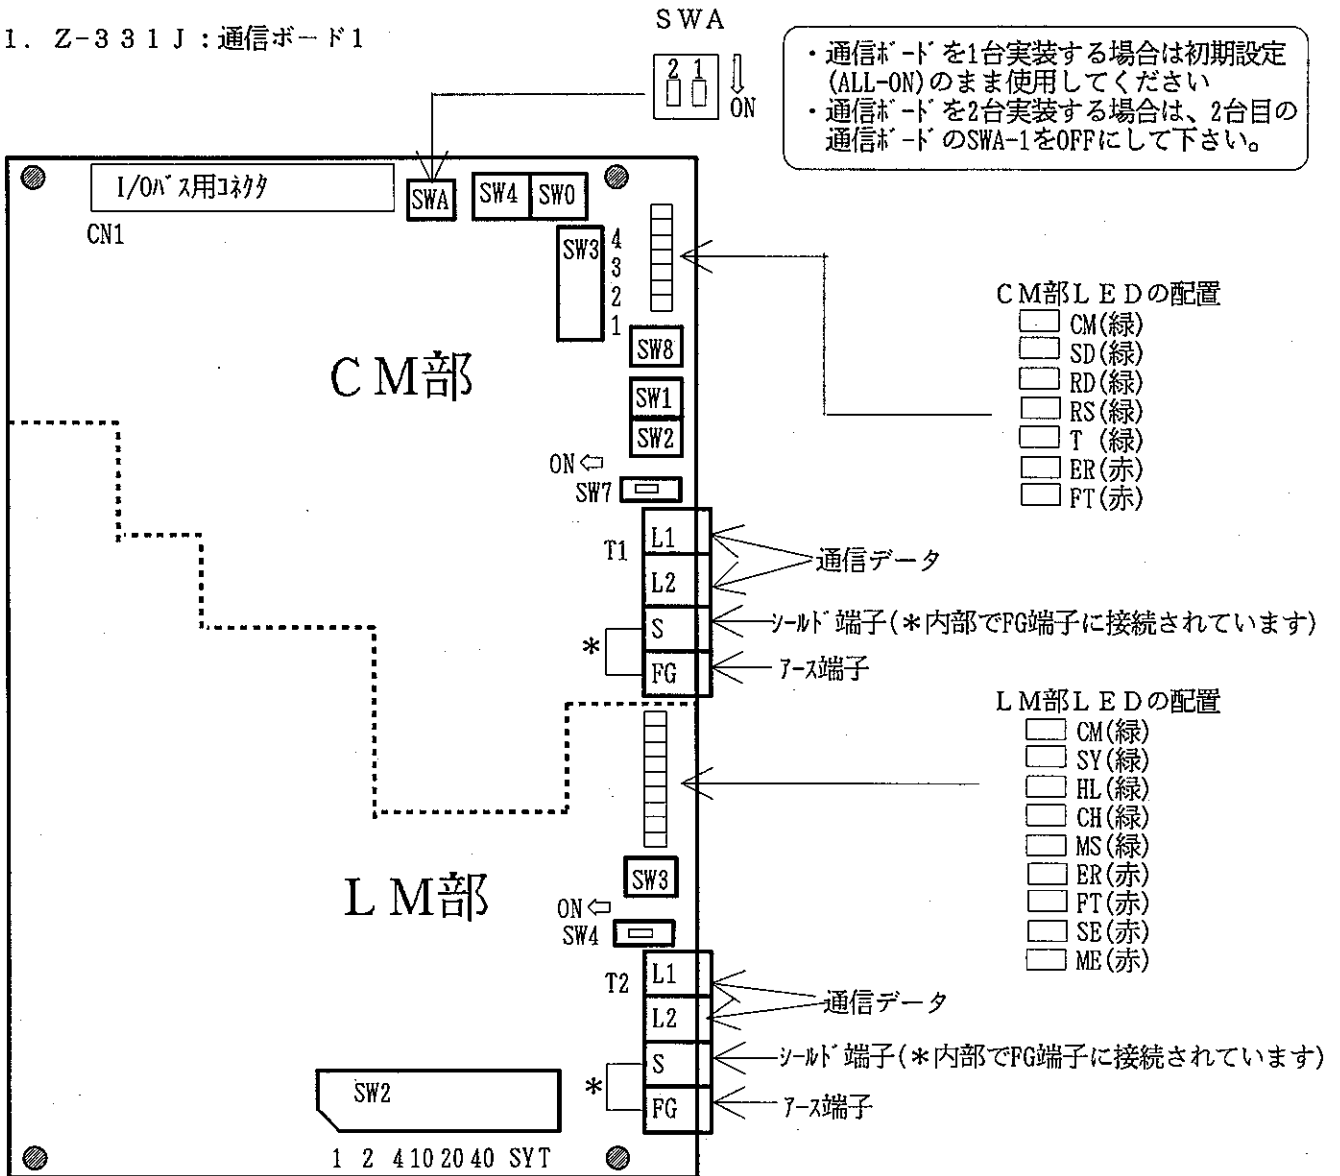 1. Z-331J:通信ボード1
SWA
2 1
ON
・通信ボードを1台実装する場合は初期設定
(ALL-ON)のまま使用してください
・通信ボードを2台実装する場合は、2台目の
通信ボードのSWA-1をOFFにして下さい。
I/Oバス用コネクタ
CN1
SWA
SW4
SW0
SW3
4
3
2
1
CM部
SW8
SW1
SW2
ON
SW7
CM部LEDの配置
CM(緑)
SD(緑)
RD(緑)
RS(緑)
T (緑)
ER(赤)
FT(赤)
T1
L1
L2
S
FG
*
通信データ
シールド端子(*内部でFG端子に接続されています)
アース端子
LM部LEDの配置
CM(緑)
SY(緑)
HL(緑)
CH(緑)
MS(緑)
ER(赤)
FT(赤)
SE(赤)
ME(赤)
LM部
SW3
ON
SW4
T2
L1
L2
S
FG
*
通信データ
シールド端子(*内部でFG端子に接続されています)
アース端子
SW2
1 2 4 10 20 40 SYT